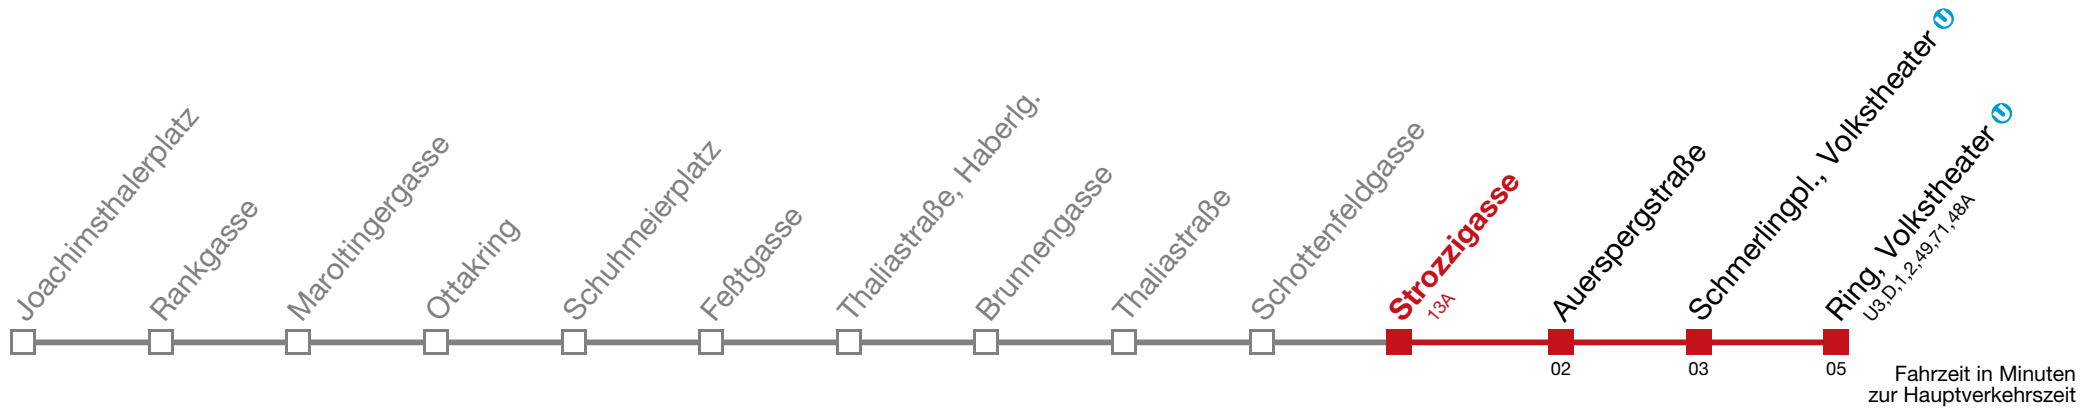 Joachimsthalerplatz
Rankgasse
Maroltingergasse
Ottakring
Schuhmeierplatz
Feßtgasse
Thaliastraße, Haberlg.
Brunnengasse
Thaliastraße
Schottenfeldgasse
Strozzigasse
13A
Auerspergstraße
Schmerlingpl., Volkstheater U
Ring, Volkstheater U
U3,D,1,2,49,71,48A
02
03
05
Fahrzeit in Minuten
zur Hauptverkehrszeit